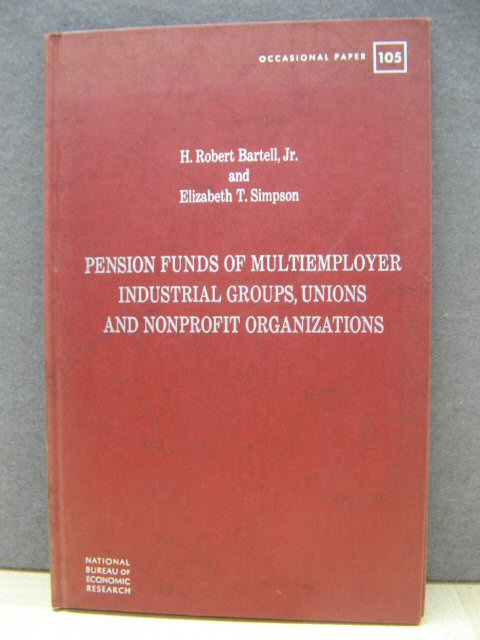 OCCASIONAL PAPER 105
H. Robert Bartell, Jr.
and
Elizabeth T. Simpson
PENSION FUNDS OF MULTIEMPLOYER
INDUSTRIAL GROUPS, UNIONS
AND NONPROFIT ORGANIZATIONS
NATIONAL
BUREAU OF
ECONOMIC
RESEARCH